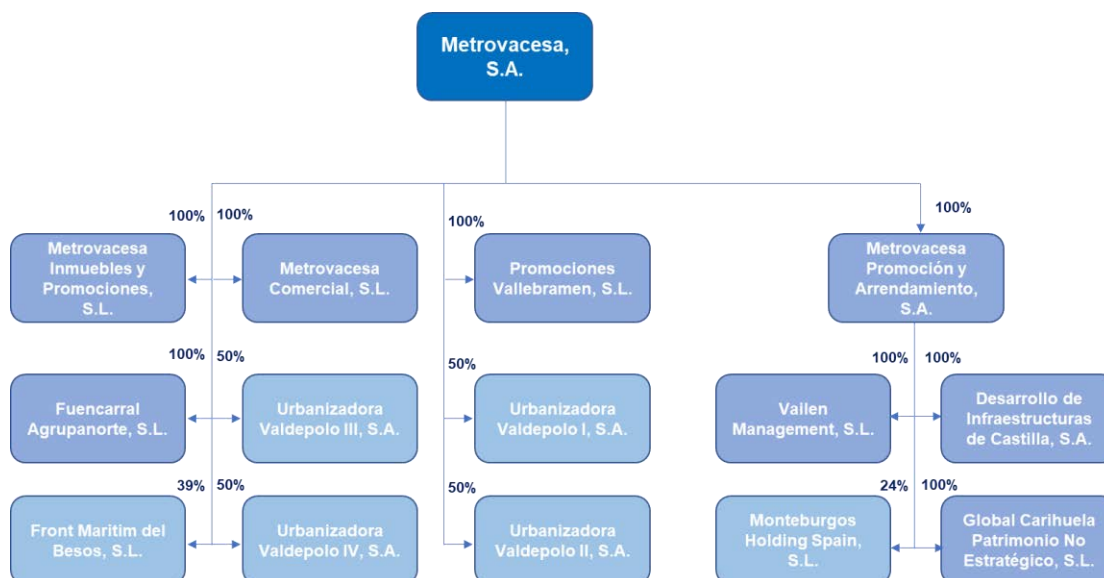 Metrovacesa,
S.A.
100% 100%
100%
100%
Metrovacesa
Inmuebles y
Promociones,
S.L.
Metrovacesa
Comercial, S.L.
Promociones
Vallebramen, S.L.
Metrovacesa
Promoción y
Arrendamiento,
S.A.
100% 50%
50%
100% 100%
Fuencarral
Agrupanorte, S.L.
Urbanizadora
Valdepolo III, S.A.
Urbanizadora
Valdepolo I, S.A.
Vailen
Management, S.L.
Desarrollo de
Infraestructuras
de Castilla, S.A.
39% 50%
50%
24% 100%
Front Maritim del
Besos, S.L.
Urbanizadora
Valdepolo IV, S.A.
Urbanizadora
Valdepolo II, S.A.
Monteburgos
Holding Spain,
S.L.
Global Carihuela
Patrimonio No
Estratégico, S.L.